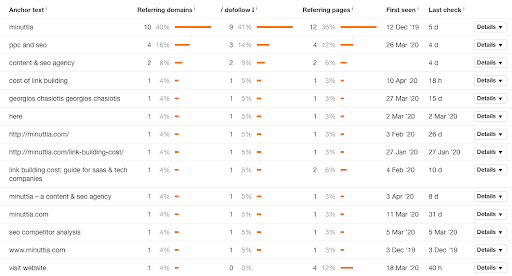 Anchor text i Referring domains ↓ i / dofollow i Referring pages i First seen Last check i
minuttia 10 40% 9 41% 12 36% 12 Dec '19 5 d Details ▼
ppc and seo 4 16% 3 14% 4 12% 26 Mar '20 4 d Details ▼
content & seo agency 2 8% 2 9% 2 6% 4 d Details ▼
cost of link building 1 4% 1 5% 1 3% 10 Apr '20 18 h Details ▼
georgios chasiotis georgios chasiotis 1 4% 1 5% 1 3% 27 Mar '20 15 d Details ▼
here 1 4% 1 5% 1 3% 2 Mar '20 2 Mar '20 Details ▼
http://minuttia.com/ 1 4% 1 5% 1 3% 3 Feb '20 26 d Details ▼
http://minuttia.com/link-building-cost/ 1 4% 1 5% 1 3% 27 Jan '20 27 Jan '20 Details ▼
link building cost: guide for saas & tech 1 4% 1 5% 2 6% 4 Feb '20 10 d Details ▼
companies
minuttia – a content & seo agency 1 4% 1 5% 1 3% 3 Apr '20 8 d Details ▼
minuttia.com 1 4% 1 5% 1 3% 11 Mar '20 31 d Details ▼
seo competitor analysis 1 4% 1 5% 1 3% 5 Mar '20 5 Mar '20 Details ▼
www.minuttia.com 1 4% 1 5% 1 3% 3 Dec '19 3 Dec '19 Details ▼
visit website 1 4% 0 0% 4 12% 18 Mar '20 40 h Details ▼